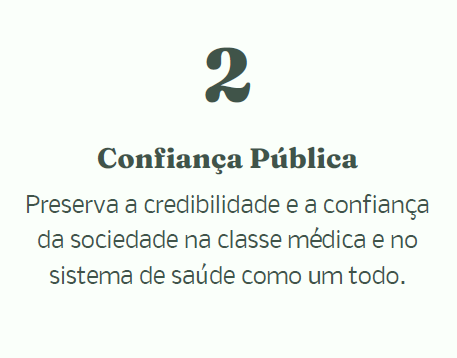 2
Confiança Pública
Preserva a credibilidade e a confiança
da sociedade na classe médica e no
sistema de saúde como um todo.